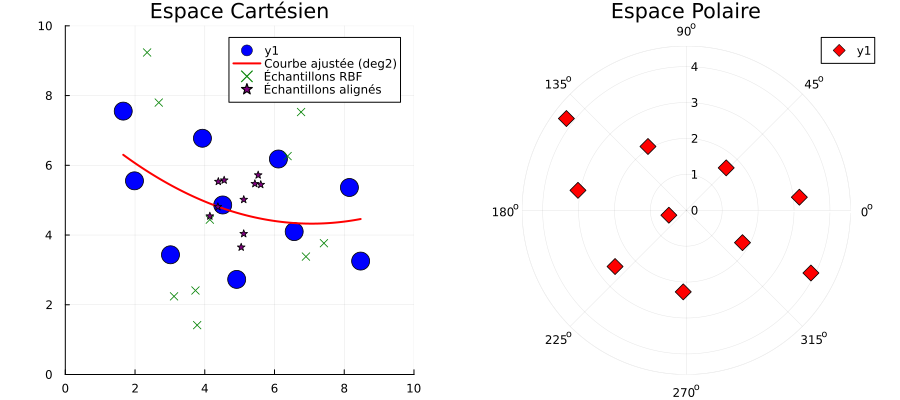 Espace Cartésien
10
8
6
4
2
0
0 2 4 6 8 10
y1
Courbe ajustée (deg2)
Échantillons RBF
Échantillons alignés
Espace Polaire
90°
135°
45°
180°
0°
225°
315°
270°
4
3
2
1
0
y1